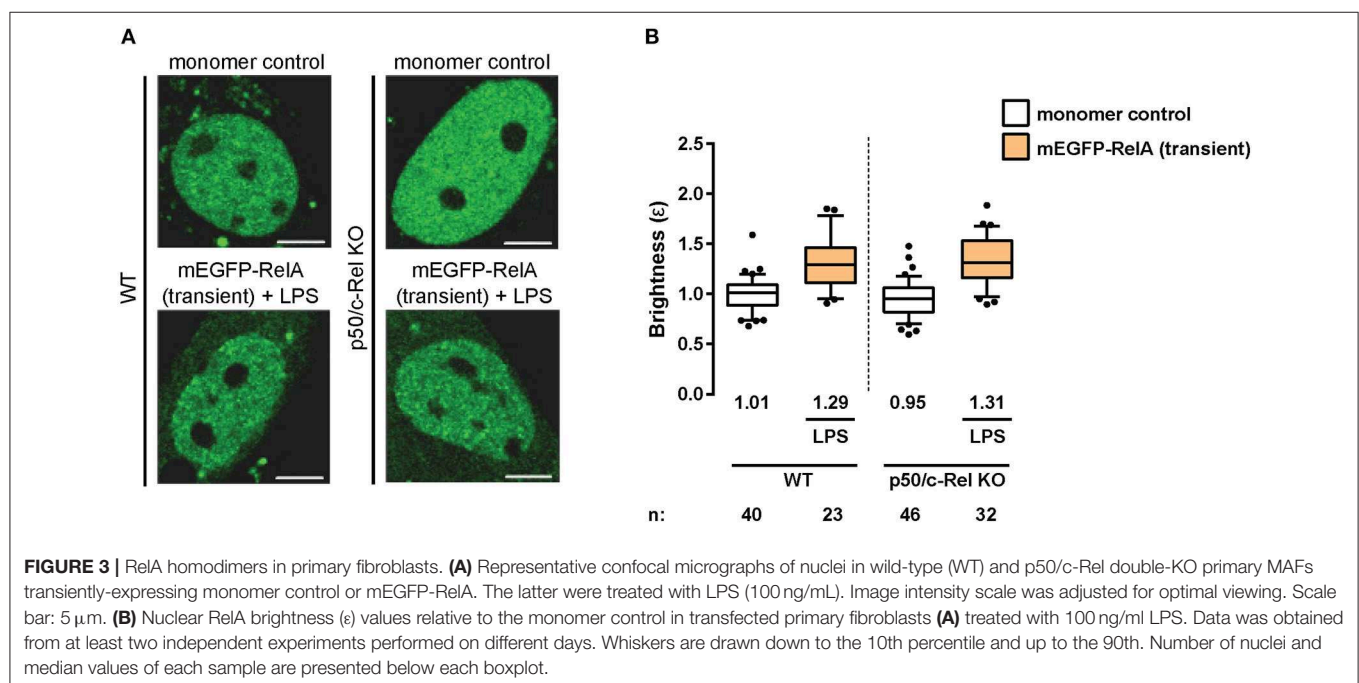 A
monomer control
monomer control
WT
mEGFP-RelA
(transient) + LPS
p50/c-Rel KO
mEGFP-RelA
(transient) + LPS
B
monomer control
mEGFP-RelA (transient)
Brightness (ε)
2.5
2.0
1.5
1.0
0.5
0.0
1.01
1.29
0.95
1.31
LPS
LPS
WT
p50/c-Rel KO
n:
40
23
46
32
FIGURE 3 | RelA homodimers in primary fibroblasts. (A) Representative confocal micrographs of nuclei in wild-type (WT) and p50/c-Rel double-KO primary MAFs
transiently-expressing monomer control or mEGFP-RelA. The latter were treated with LPS (100 ng/mL). Image intensity scale was adjusted for optimal viewing. Scale
bar: 5 μm. (B) Nuclear RelA brightness (ε) values relative to the monomer control in transfected primary fibroblasts (A) treated with 100 ng/ml LPS. Data was obtained
from at least two independent experiments performed on different days. Whiskers are drawn down to the 10th percentile and up to the 90th. Number of nuclei and
median values of each sample are presented below each boxplot.